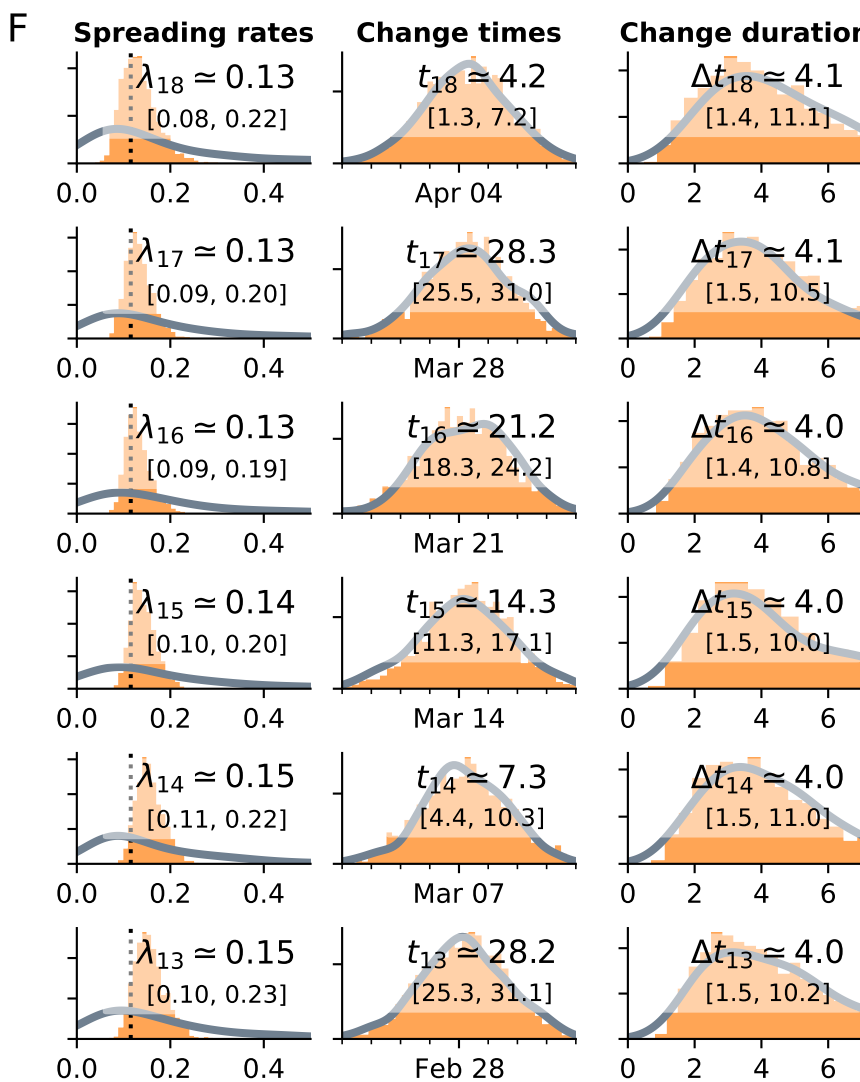 F
Spreading rates Change times Change duration
λ18 ≃ 0.13 t18 ≃ 4.2 Δt18 ≃ 4.1
[0.08, 0.22] [1.3, 7.2] [1.4, 11.1]
0.0 0.2 0.4 Apr 04 0 2 4 6
λ17 ≃ 0.13 t17 ≃ 28.3 Δt17 ≃ 4.1
[0.09, 0.20] [25.5, 31.0] [1.5, 10.5]
0.0 0.2 0.4 Mar 28 0 2 4 6
λ16 ≃ 0.13 t16 ≃ 21.2 Δt16 ≃ 4.0
[0.09, 0.19] [18.3, 24.2] [1.4, 10.8]
0.0 0.2 0.4 Mar 21 0 2 4 6
λ15 ≃ 0.14 t15 ≃ 14.3 Δt15 ≃ 4.0
[0.10, 0.20] [11.3, 17.1] [1.5, 10.0]
0.0 0.2 0.4 Mar 14 0 2 4 6
λ14 ≃ 0.15 t14 ≃ 7.3 Δt14 ≃ 4.0
[0.11, 0.22] [4.4, 10.3] [1.5, 11.0]
0.0 0.2 0.4 Mar 07 0 2 4 6
λ13 ≃ 0.15 t13 ≃ 28.2 Δt13 ≃ 4.0
[0.10, 0.23] [25.3, 31.1] [1.5, 10.2]
0.0 0.2 0.4 Feb 28 0 2 4 6